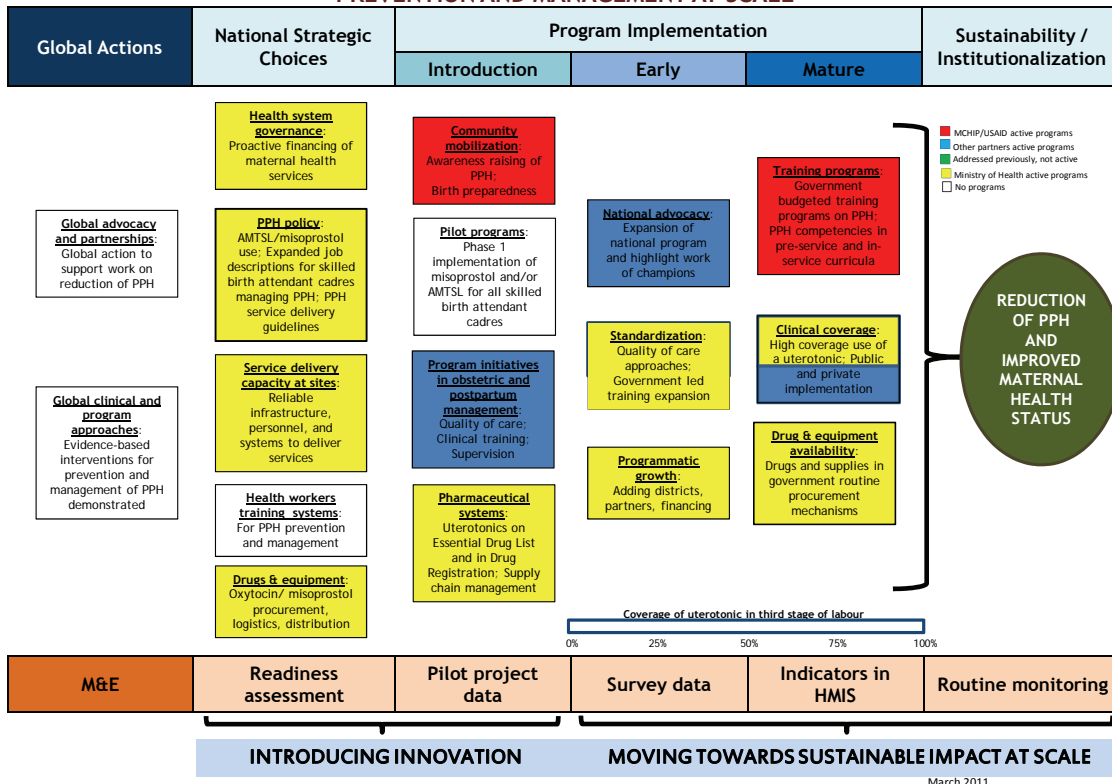 PREVENTION AND MANAGEMENT AT SCALE
Global Actions
National Strategic
Choices
Program Implementation
Introduction
Early
Mature
Sustainability /
Institutionalization
Global advocacy
and partnerships:
Global action to
support work on
reduction of PPH
Global clinical and
program
approaches:
Evidence-based
interventions for
prevention and
management of PPH
demonstrated
Health system
governance:
Proactive financing of
maternal health
services
PPH policy:
AMTSL/misoprostol
use; Expanded job
descriptions for skilled
birth attendant cadres
managing PPH; PPH
service delivery
guidelines
Service delivery
capacity at sites:
Reliable
infrastructure,
personnel, and
systems to deliver
services
Health workers
training systems:
For PPH prevention
and management
Drugs & equipment:
Oxytocin/ misoprostol
procurement,
logistics, distribution
Community
mobilization:
Awareness raising of
PPH;
Birth preparedness
Pilot programs:
Phase 1
implementation of
misoprostol and/or
AMTSL for all skilled
birth attendant
cadres
Program initiatives
in obstetric and
postpartum
management:
Quality of care;
Clinical training;
Supervision
Pharmaceutical
systems:
Uterotonics on
Essential Drug List
and in Drug
Registration; Supply
chain management
National advocacy:
Expansion of
national program
and highlight work
of champions
Standardization:
Quality of care
approaches;
Government led
training expansion
Programmatic
growth:
Adding districts,
partners, financing
Training programs:
Government
budgeted training
programs on PPH;
PPH competencies in
pre-service and in-
service curricula
Clinical coverage:
High coverage use of
a uterotonic; Public
and private
implementation
Drug & equipment
availability:
Drugs and supplies in
government routine
procurement
mechanisms
MCHIP/USAID active programs
Other partners active programs
Addressed previously, not active
Ministry of Health active programs
No programs
REDUCTION
OF PPH
AND
IMPROVED
MATERNAL
HEALTH
STATUS
Coverage of uterotonic in third stage of labour
0% 25% 50% 75% 100%
M&E
Readiness
assessment
Pilot project
data
Survey data
Indicators in
HMIS
Routine monitoring
INTRODUCING INNOVATION
MOVING TOWARDS SUSTAINABLE IMPACT AT SCALE
March 2011